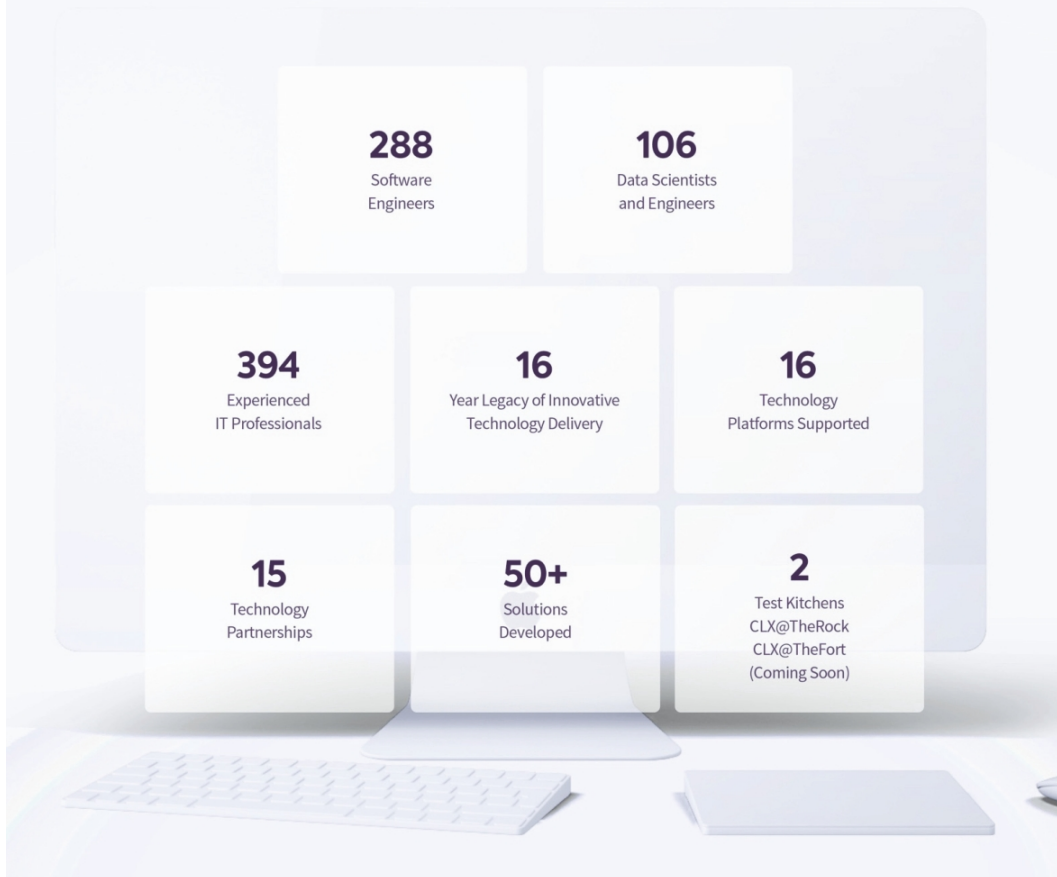 288
Software
Engineers
106
Data Scientists
and Engineers
394
Experienced
IT Professionals
16
Year Legacy of Innovative
Technology Delivery
16
Technology
Platforms Supported
15
Technology
Partnerships
50+
Solutions
Developed
2
Test Kitchens
CLX@TheRock
CLX@TheFort
(Coming Soon)